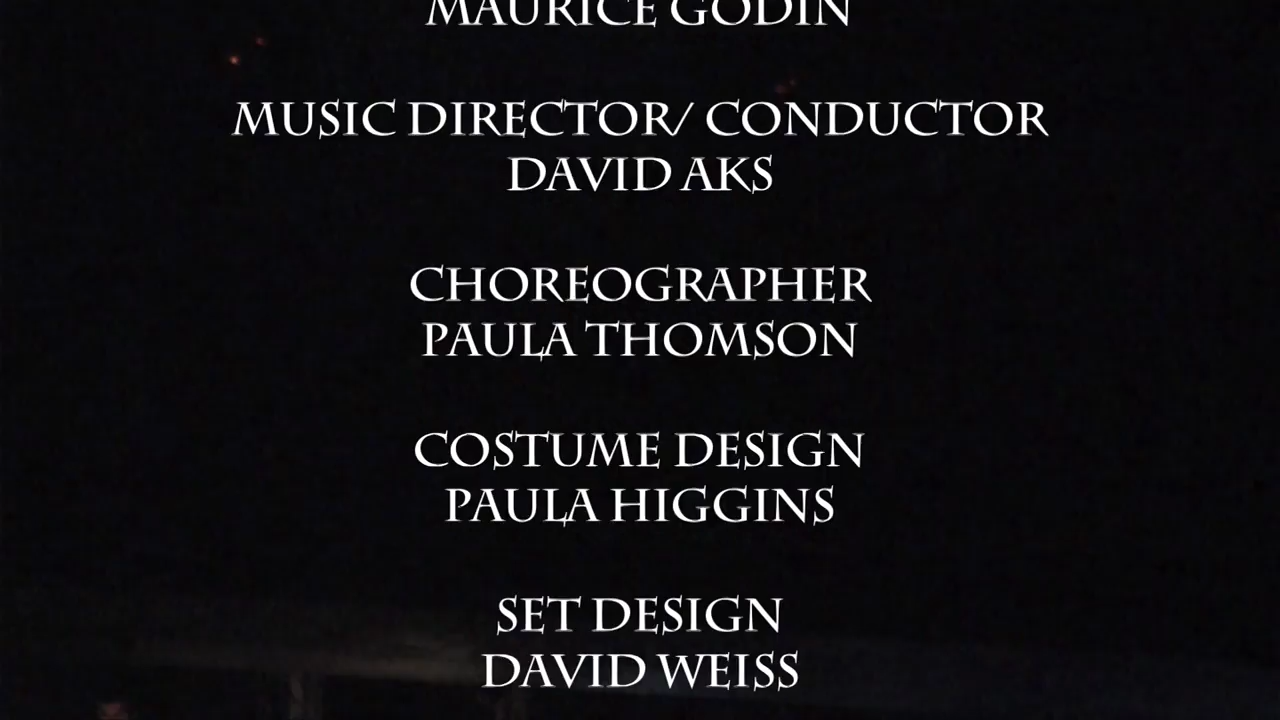 MAURICE GODIN
MUSIC DIRECTOR/ CONDUCTOR
DAVID AKS
CHOREOGRAPHER
PAULA THOMSON
COSTUME DESIGN
PAULA HIGGINS
SET DESIGN
DAVID WEISS